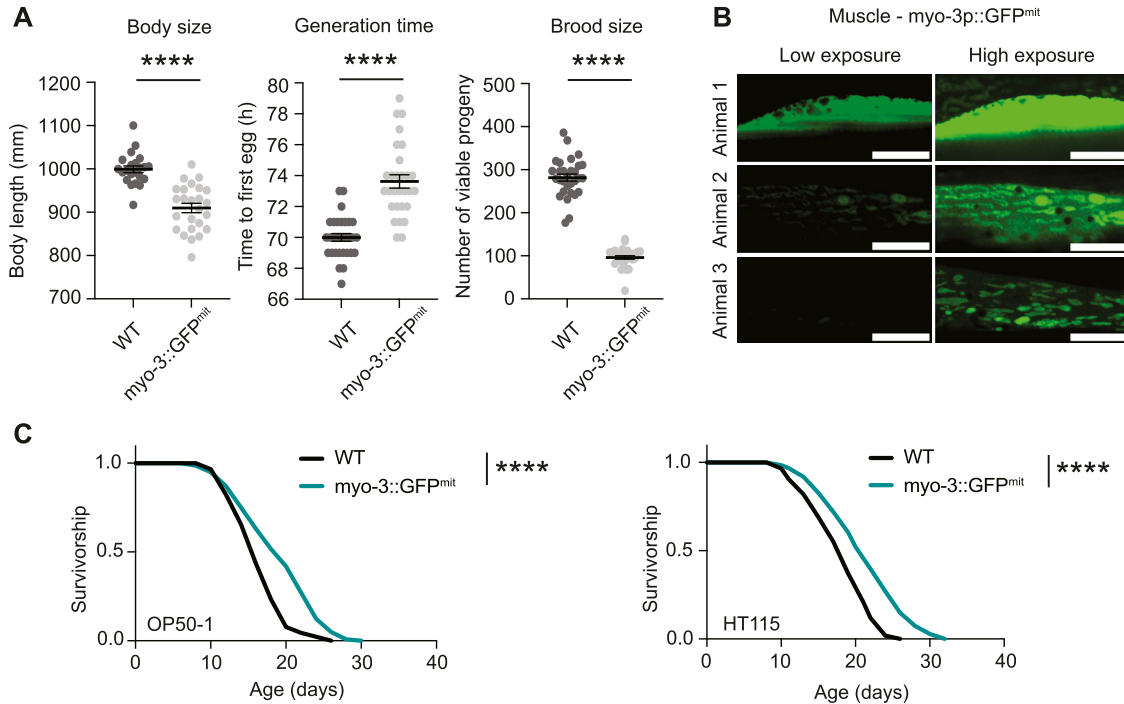 A
Body size
****
Body length (mm)
1200
1100
1000
900
800
700
WT
myo-3::GFPmit
Generation time
****
Time to first egg (h)
80
78
76
74
72
70
68
66
WT
myo-3::GFPmit
Brood size
****
Number of viable progeny
500
400
300
200
100
0
WT
myo-3::GFPmit
B
Muscle - myo-3p::GFPmit
Low exposure
High exposure
Animal 1
Animal 2
Animal 3
C
Survivorship
1.0
0.5
0.0
WT
myo-3::GFPmit
****
OP50-1
0
10
20
30
40
Age (days)
Survivorship
1.0
0.5
0.0
WT
myo-3::GFPmit
****
HT115
0
10
20
30
40
Age (days)